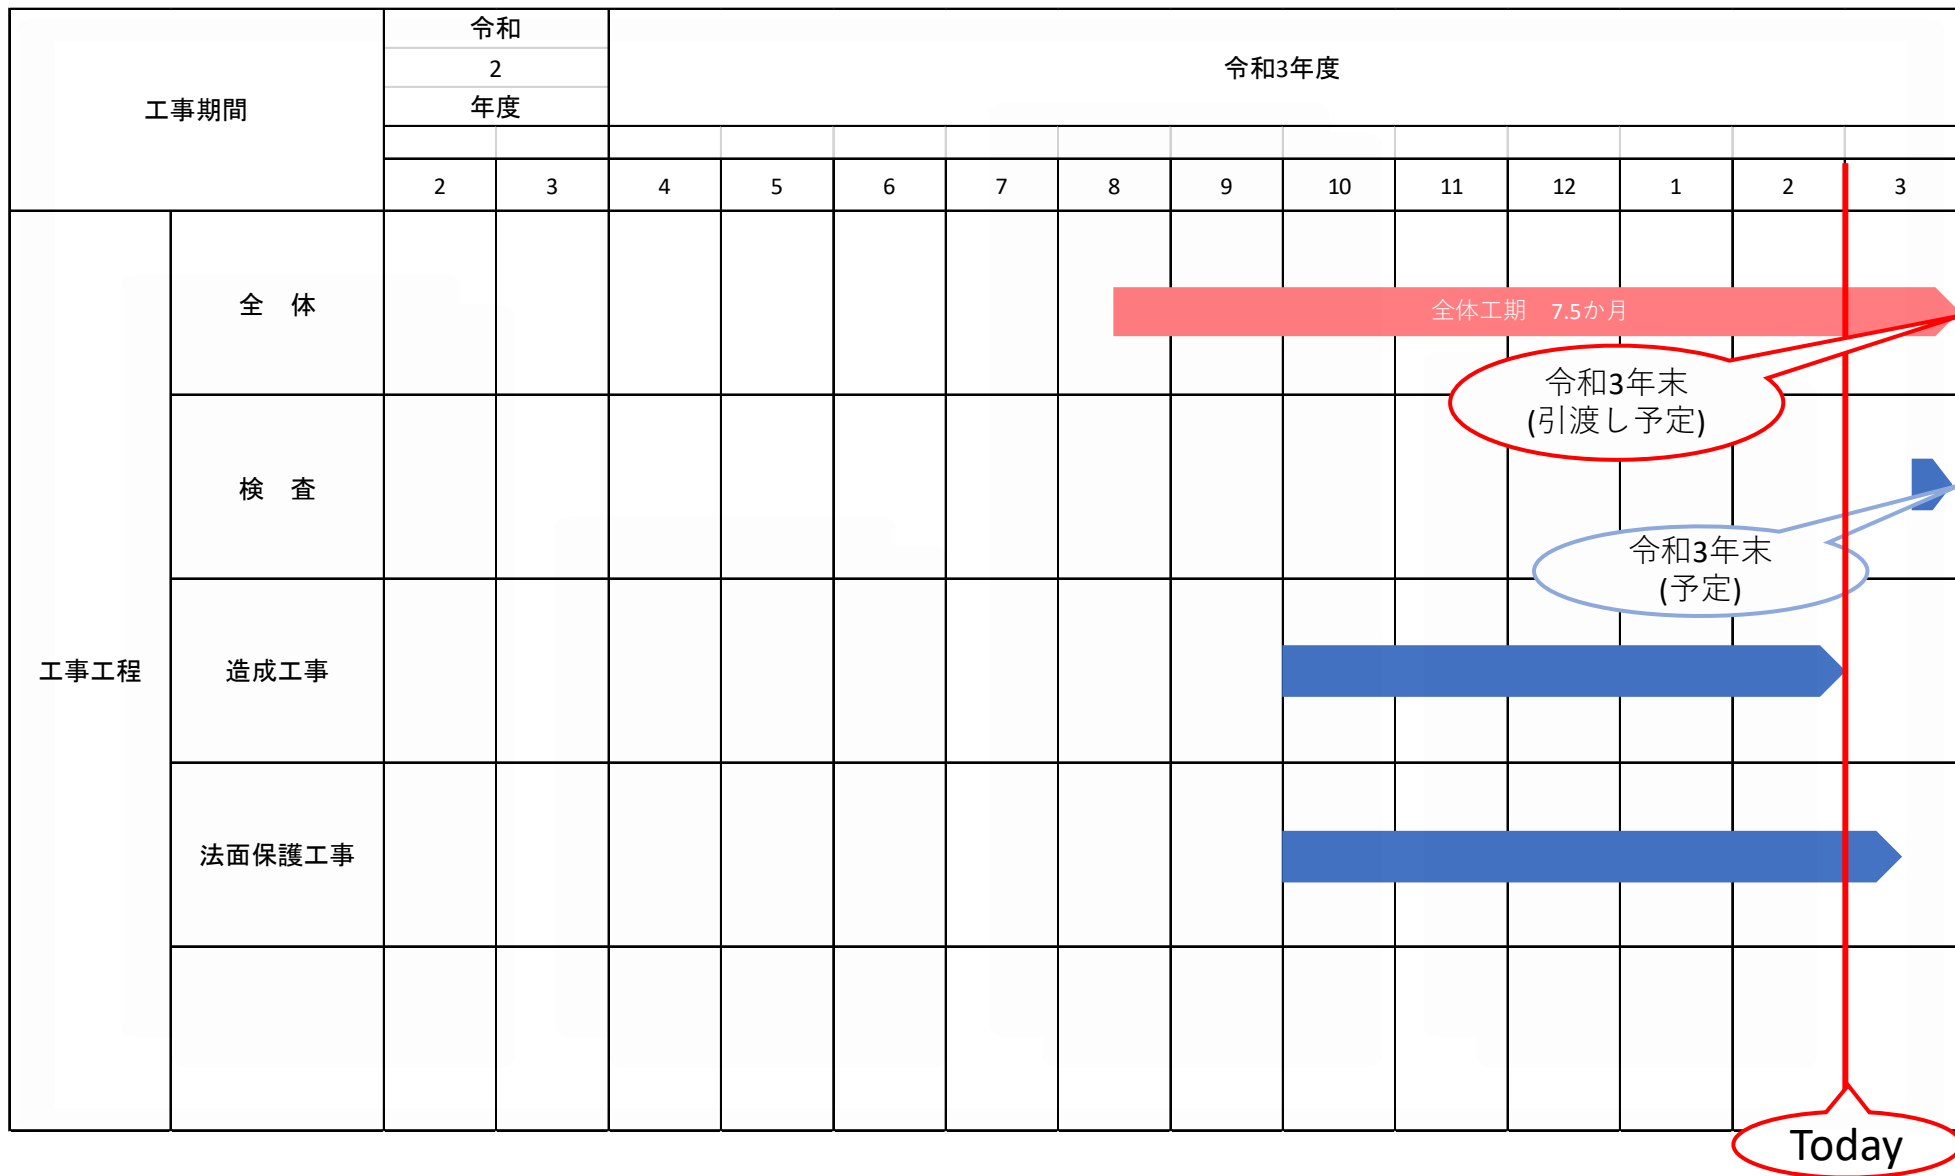 工事期間
令和
2
年度
令和3年度
2 3 4 5 6 7 8 9 10 11 12 1 2 3
工事工程
全　体
全体工期　7.5か月
令和3年末
(引渡し予定)
検　査
令和3年末
(予定)
造成工事
法面保護工事
Today